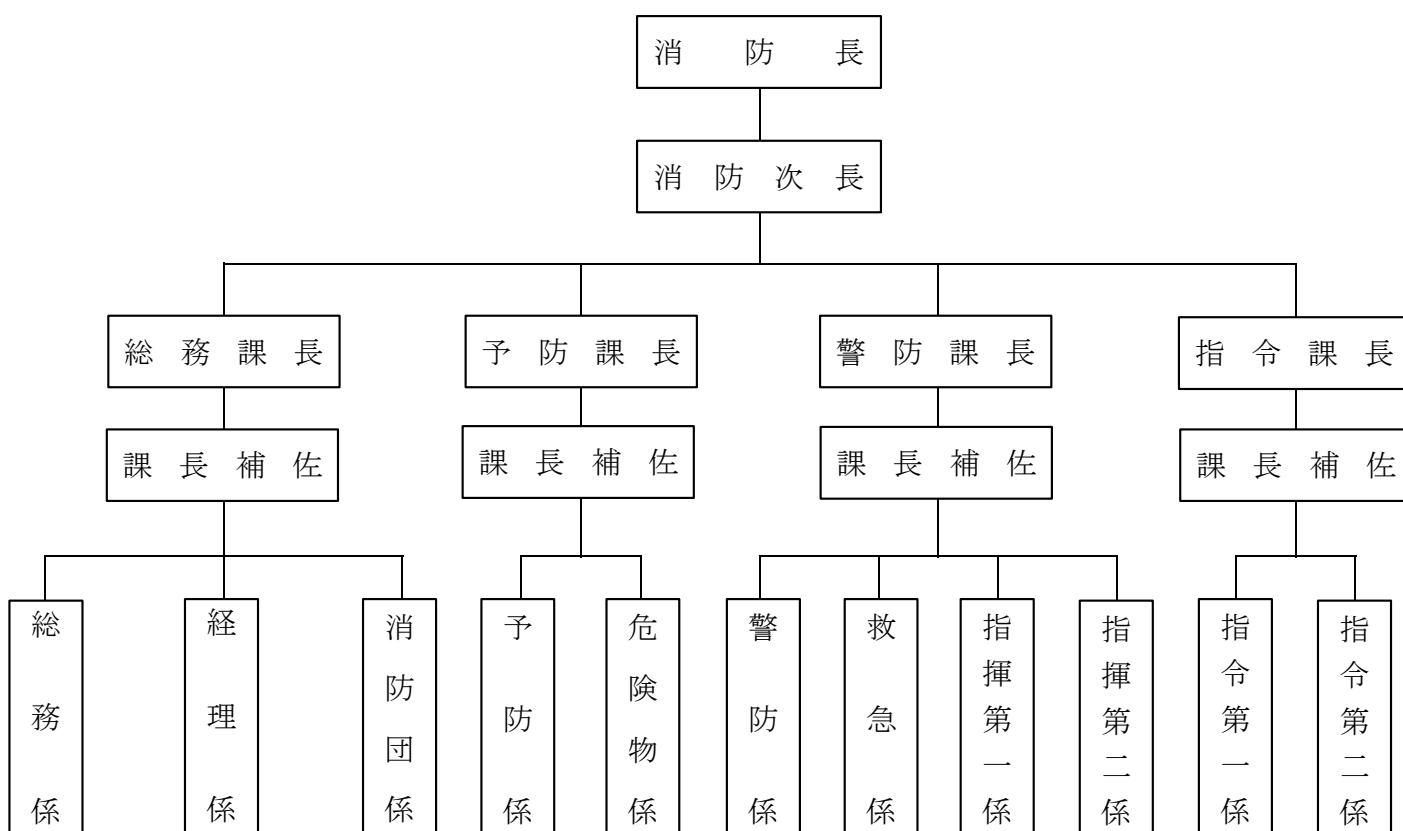 消防長
消防次長
総務課長
予防課長
警防課長
指令課長
課長補佐
課長補佐
課長補佐
課長補佐
総務係
経理係
消防団係
予防係
危険物係
警防係
救急係
指揮第一係
指揮第二係
指令第一係
指令第二係